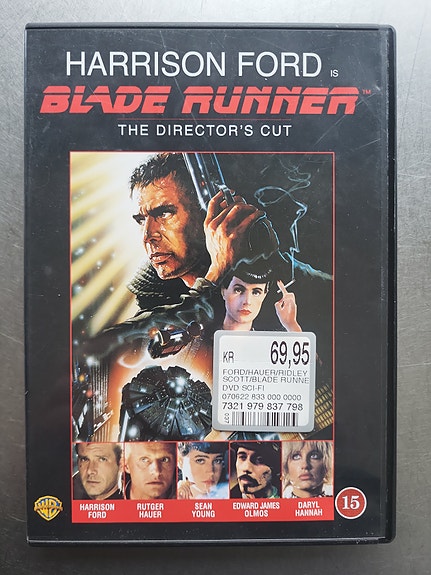 HARRISON FORD IS
BLADE RUNNER™
THE DIRECTOR'S CUT
KR 69,95
FORD/HAUER/RIDLEY
SCOTT/BLADE RUNNE
DVD SCI-FI
070622 833 000 0000
7321 979 837 798
HARRISON FORD
RUTGER HAUER
SEAN YOUNG
EDWARD JAMES OLMOS
DARYL HANNAH
WB
15